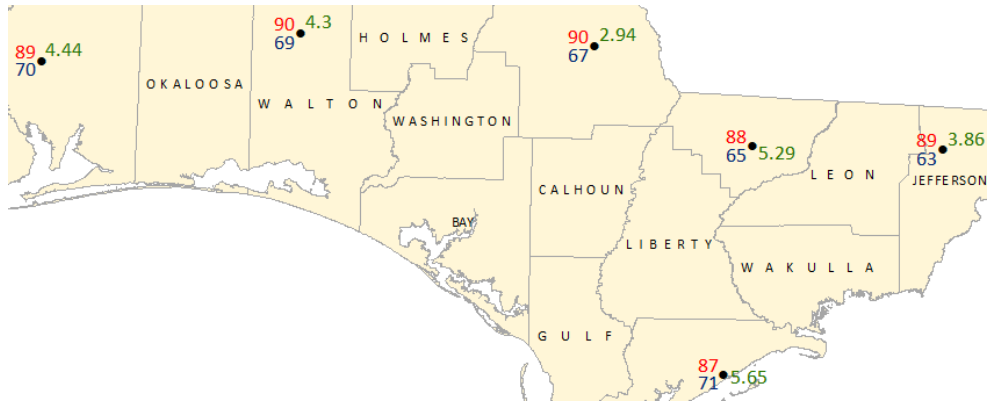 90 4.3
69
HOLMES
90 2.94
67
89 4.44
70
OKALOOSA
WALTON
WASHINGTON
88
65 5.29
89 3.86
63
LEON
JEFFERSON
CALHOUN
BAY
LIBERTY
WAKULLA
GULF
87
71 5.65